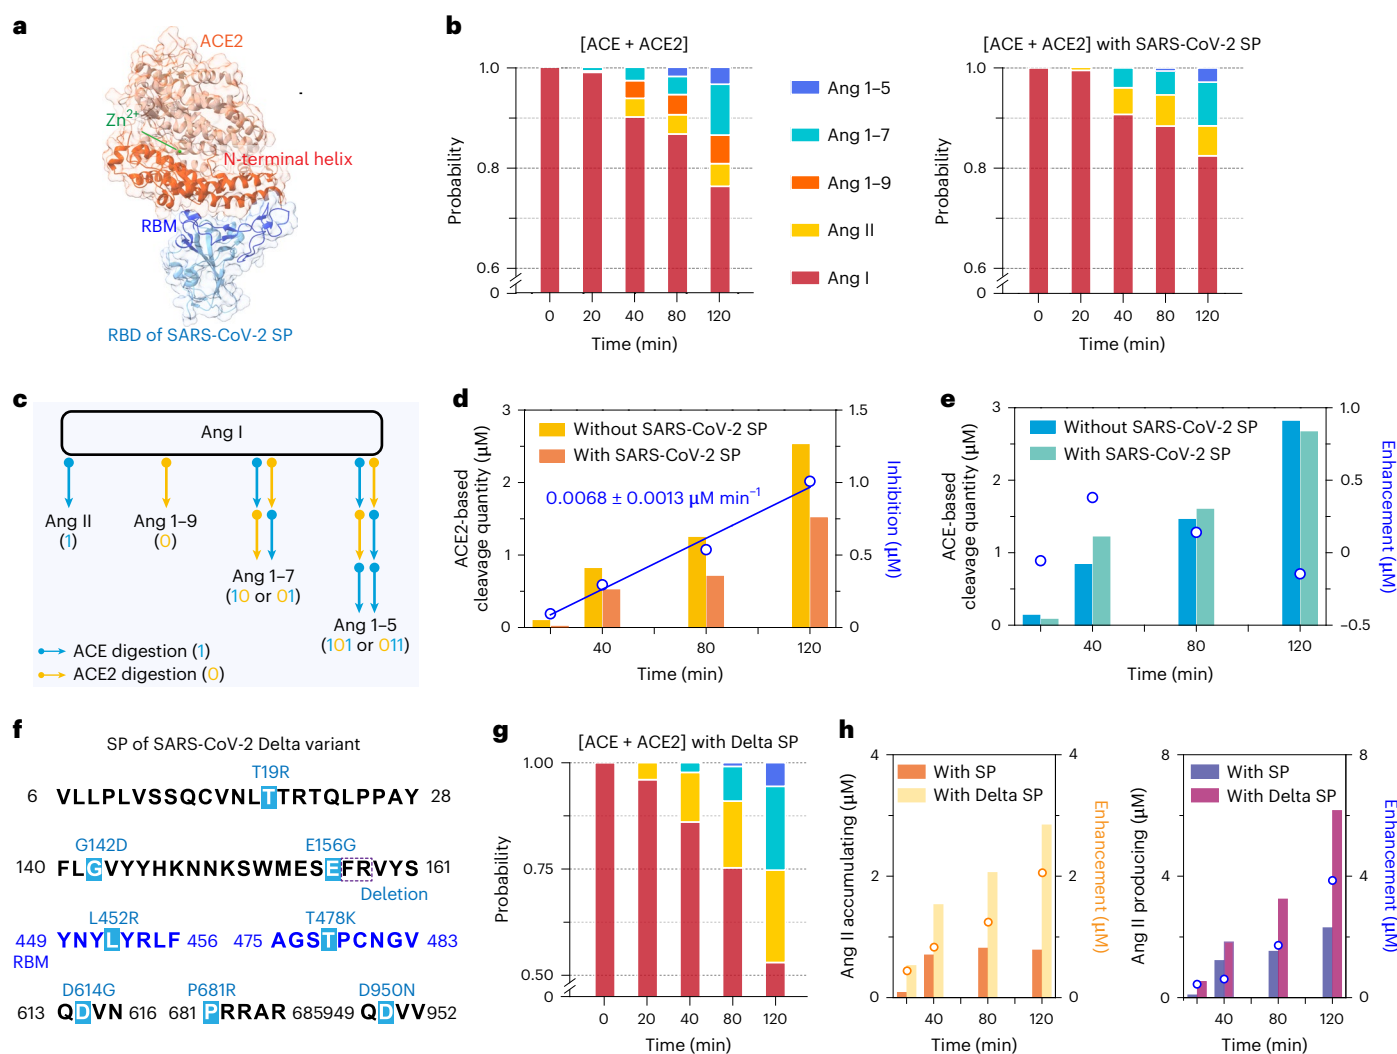 a
ACE2
Zn2+
N-terminal helix
RBM
RBD of SARS-CoV-2 SP
b
[ACE + ACE2]
Probability
1.0
0.8
0.6
0
0 20 40 80 120
Time (min)
Ang 1–5
Ang 1–7
Ang 1–9
Ang II
Ang I
[ACE + ACE2] with SARS-CoV-2 SP
Probability
1.0
0.8
0.6
0
0 20 40 80 120
Time (min)
c
Ang I
Ang II
(1)
Ang 1–9
(0)
Ang 1–7
(10 or 01)
Ang 1–5
(101 or 011)
ACE digestion (1)
ACE2 digestion (0)
d
ACE2-based
cleavage quantity (μM)
3
2
1
0
Without SARS-CoV-2 SP
With SARS-CoV-2 SP
0.0068 ± 0.0013 μM min−1
1.5
1.0
0.5
0
Inhibition (μM)
40 80 120
Time (min)
e
ACE-based
cleavage quantity (μM)
3
2
1
0
Without SARS-CoV-2 SP
With SARS-CoV-2 SP
1.0
0.5
0
−0.5
Enhancement (μM)
40 80 120
Time (min)
f
SP of SARS-CoV-2 Delta variant
T19R
6 VLLPLVSSQCVNLTTRTQLPPAY 28
G142D E156G
140 FLGVYYHKNNKSWMESEFRVYS 161
Deletion
L452R T478K
449 YNYLYRLF 456 475 AGSTPCNGV 483
RBM
D614G P681R D950N
613 QDVN 616 681 PRRAR 685 949 QDVV 952
g
[ACE + ACE2] with Delta SP
Probability
1.00
0.75
0.50
0
0 20 40 80 120
Time (min)
h
Ang II accumulating (μM)
4
2
0
With SP
With Delta SP
4
2
0
Enhancement (μM)
40 80 120
Time (min)
Ang II producing (μM)
8
4
0
With SP
With Delta SP
8
4
0
Enhancement (μM)
40 80 120
Time (min)